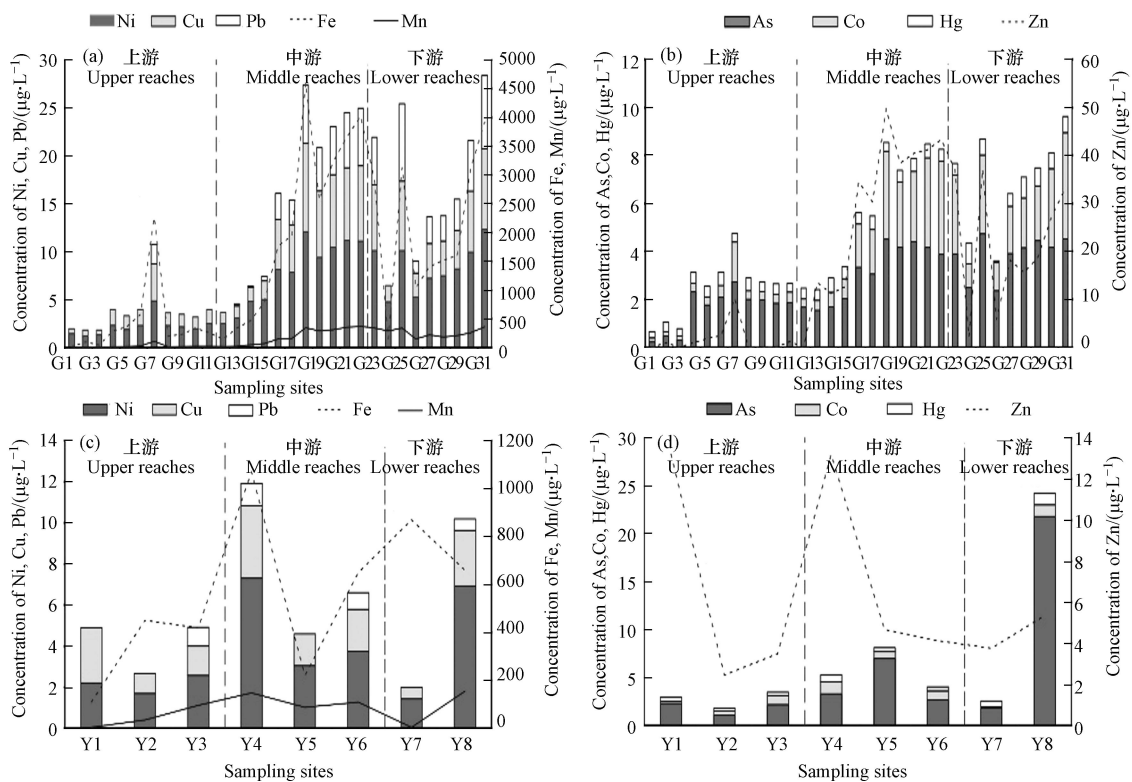 Ni Cu Pb Fe Mn
(a) 上游 中游 下游
Upper reaches Middle reaches Lower reaches
Concentration of Ni, Cu, Pb/(μg·L⁻¹)
30
25
20
15
10
5
0
5000
4500
4000
3500
3000
2500
2000
1500
1000
500
0
Concentration of Fe, Mn/(μg·L⁻¹)
G1 G3 G5 G7 G9 G11 G13 G15 G17 G19 G21 G23 G25 G27 G29 G31
Sampling sites
As Co Hg Zn
(b) 上游 中游 下游
Upper reaches Middle reaches Lower reaches
Concentration of As,Co, Hg/(μg·L⁻¹)
12
10
8
6
4
2
0
60
50
40
30
20
10
0
Concentration of Zn/(μg·L⁻¹)
G1 G3 G5 G7 G9 G11 G13 G15 G17 G19 G21 G23 G25 G27 G29 G31
Sampling sites
Ni Cu Pb Fe Mn
(c) 上游 中游 下游
Upper reaches Middle reaches Lower reaches
Concentration of Ni, Cu, Pb/(μg·L⁻¹)
14
12
10
8
6
4
2
0
1200
1000
800
600
400
200
0
Concentration of Fe, Mn/(μg·L⁻¹)
Y1 Y2 Y3 Y4 Y5 Y6 Y7 Y8
Sampling sites
As Co Hg Zn
上游 中游 下游 (d)
Upper reaches Middle reaches Lower reaches
Concentration of As,Co, Hg/(μg·L⁻¹)
30
25
20
15
10
5
0
14
12
10
8
6
4
2
0
Concentration of Zn/(μg·L⁻¹)
Y1 Y2 Y3 Y4 Y5 Y6 Y7 Y8
Sampling sites